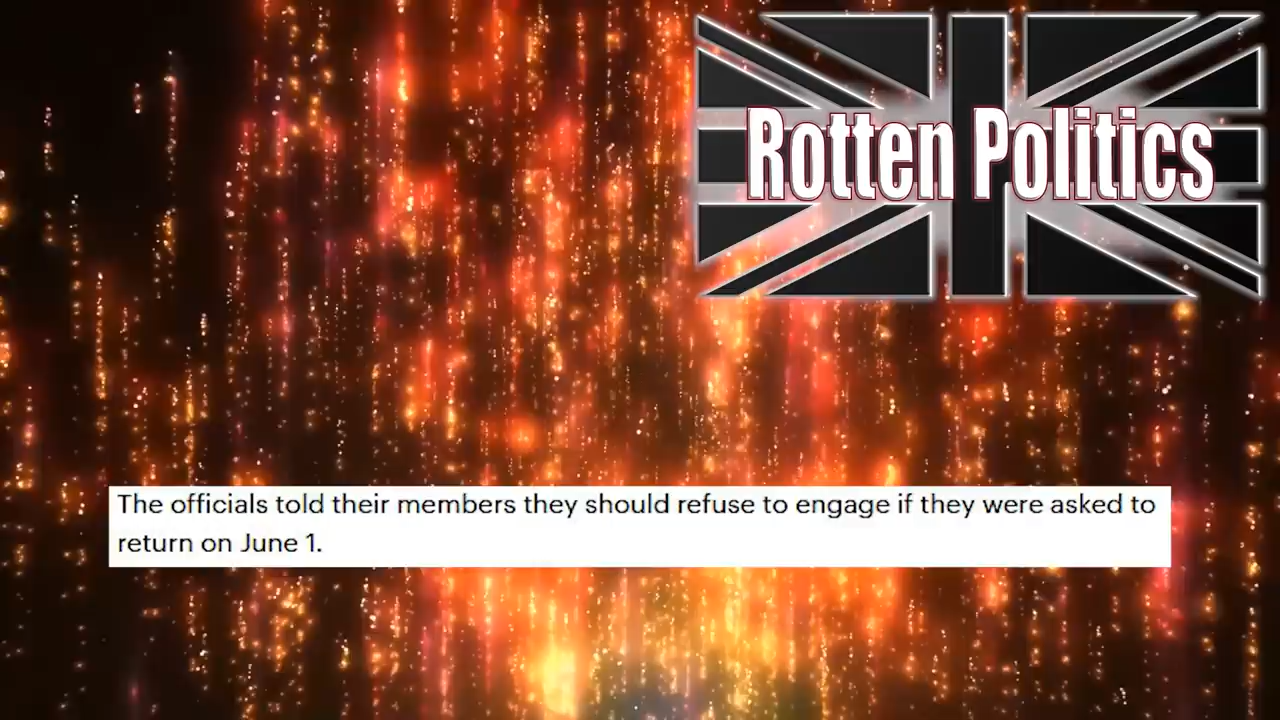 Rotten Politics
The officials told their members they should refuse to engage if they were asked to
return on June 1.